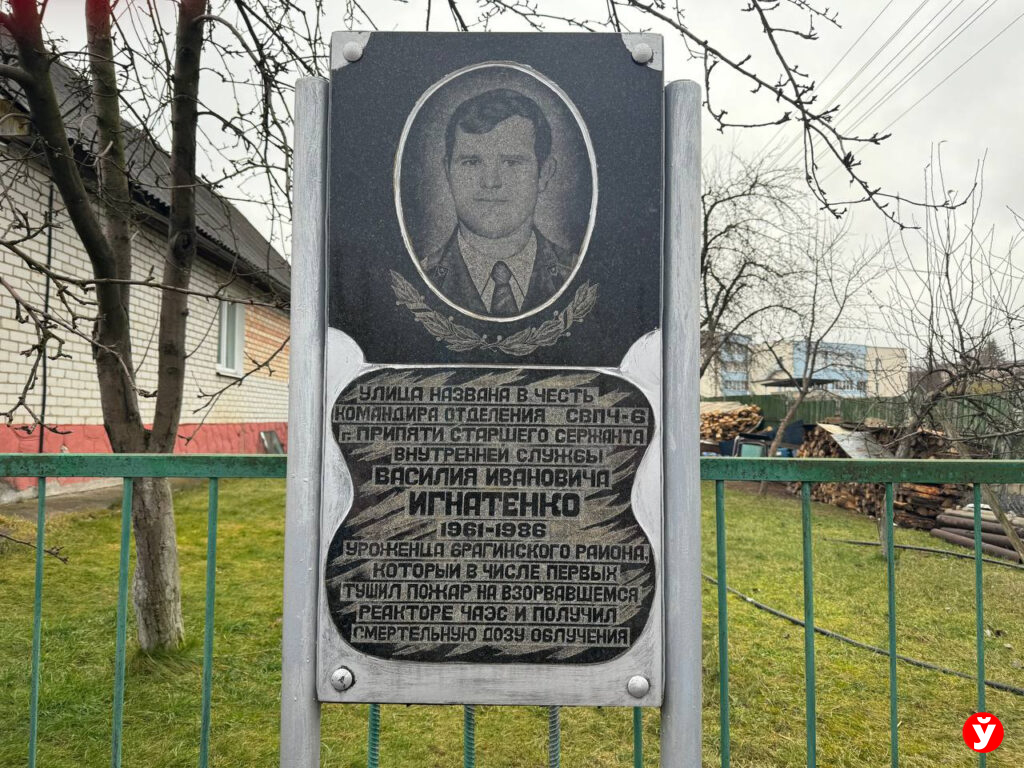 УЛИЦА НАЗВАНА В ЧЕСТЬ
КОМАНДИРА ОТДЕЛЕНИЯ СВПЧ-6
Г. ПРИПЯТИ СТАРШЕГО СЕРЖАНТА
ВНУТРЕННЕЙ СЛУЖБЫ
ВАСИЛИЯ ИВАНОВИЧА
ИГНАТЕНКО
1961-1986
УРОЖЕНЦА БРАГИНСКОГО РАЙОНА,
КОТОРЫЙ В ЧИСЛЕ ПЕРВЫХ
ТУШИЛ ПОЖАР НА ВЗОРВАВШЕМСЯ
РЕАКТОРЕ ЧАЭС И ПОЛУЧИЛ
СМЕРТЕЛЬНУЮ ДОЗУ ОБЛУЧЕНИЯ
Ў